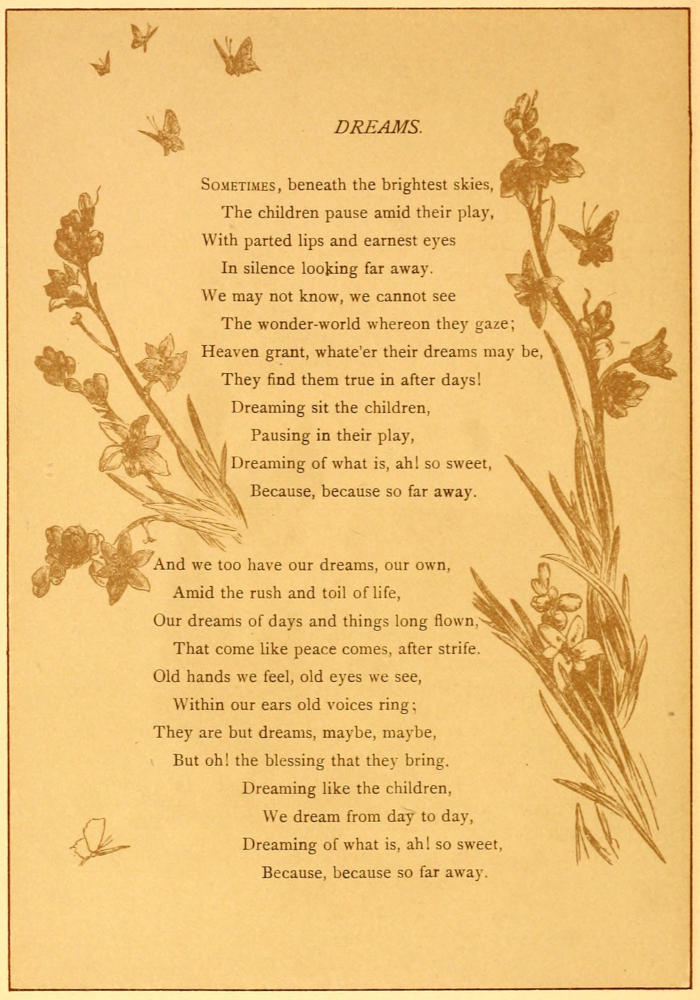 DREAMS.
SOMETIMES, beneath the brightest skies,
The children pause amid their play,
With parted lips and earnest eyes
In silence looking far away.
We may not know, we cannot see
The wonder-world whereon they gaze;
Heaven grant, whate'er their dreams may be,
They find them true in after days!
Dreaming sit the children,
Pausing in their play,
Dreaming of what is, ah! so sweet,
Because, because so far away.
And we too have our dreams, our own,
Amid the rush and toil of life,
Our dreams of days and things long flown,
That come like peace comes, after strife.
Old hands we feel, old eyes we see,
Within our ears old voices ring;
They are but dreams, maybe, maybe,
But oh! the blessing that they bring.
Dreaming like the children,
We dream from day to day,
Dreaming of what is, ah! so sweet,
Because, because so far away.